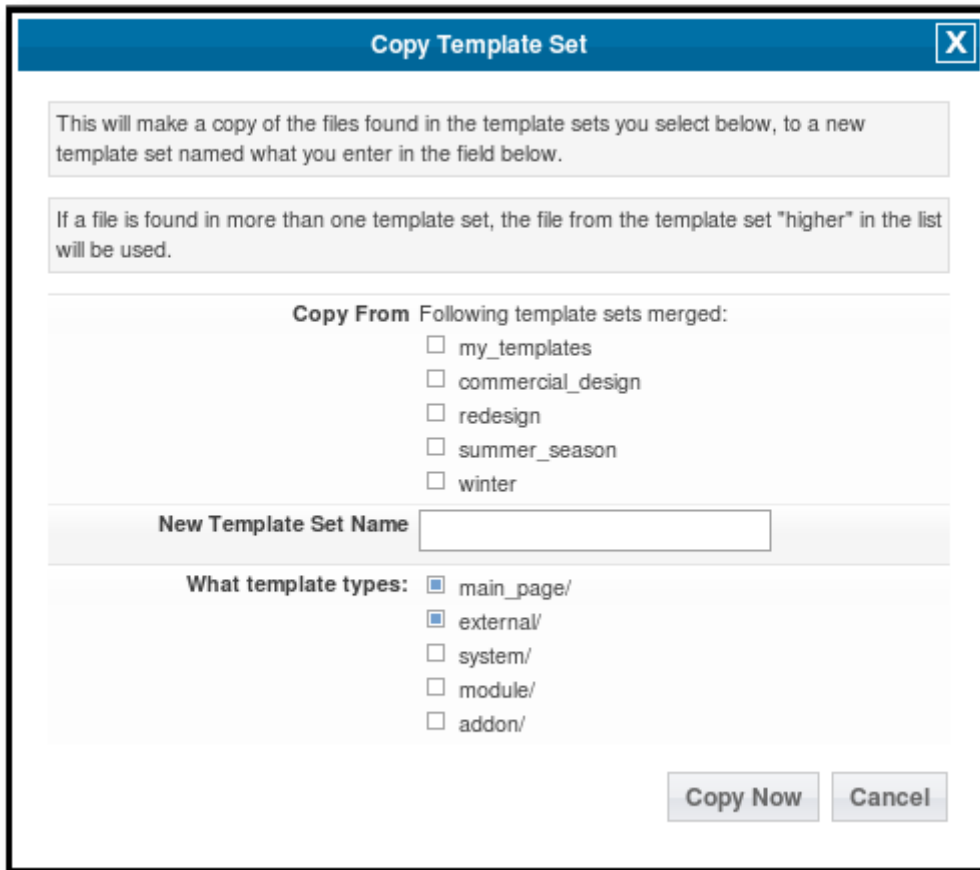 Copy Template Set
X
This will make a copy of the files found in the template sets you select below, to a new
template set named what you enter in the field below.
If a file is found in more than one template set, the file from the template set "higher" in the list
will be used.
Copy From Following template sets merged:
my_templates
commercial_design
redesign
summer_season
winter
New Template Set Name
What template types: main_page/
external/
system/
module/
addon/
Copy Now Cancel